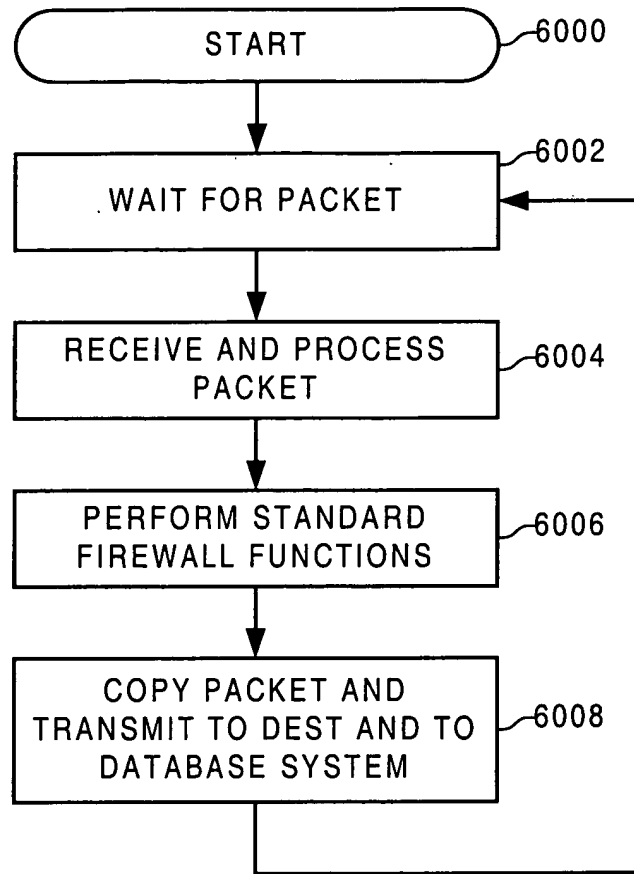 START
6000
6002
WAIT FOR PACKET
RECEIVE AND PROCESS
PACKET
6004
PERFORM STANDARD
FIREWALL FUNCTIONS
6006
COPY PACKET AND
TRANSMIT TO DEST AND TO
DATABASE SYSTEM
6008